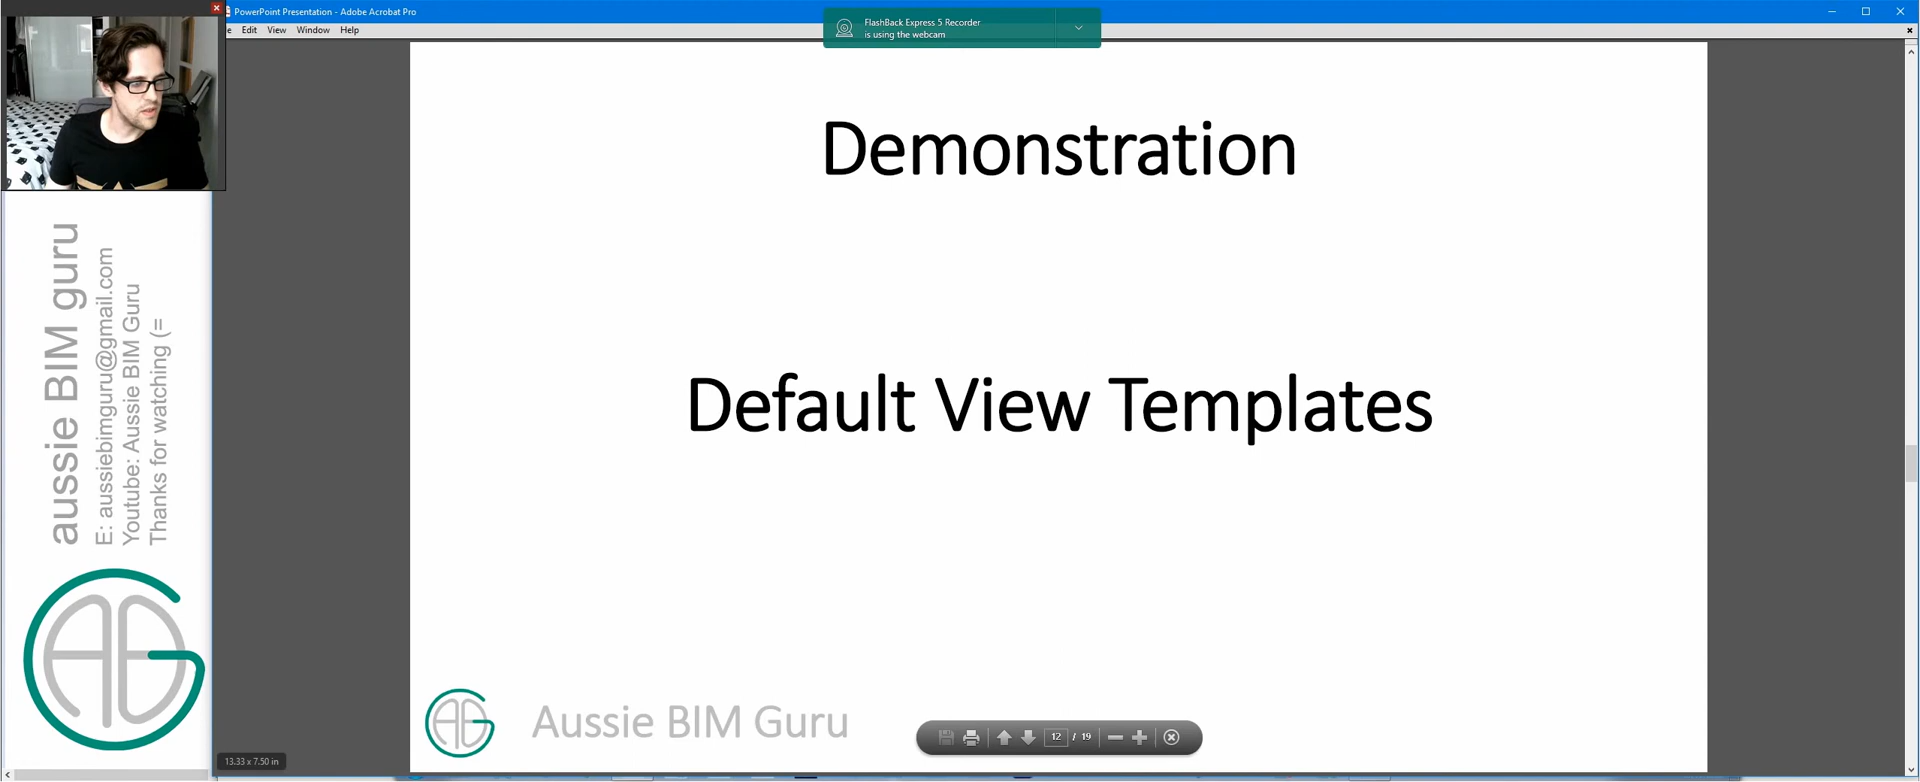 PowerPoint Presentation - Adobe Acrobat Pro
Edit View Window Help
FlashBack Express 5 Recorder
is using the webcam
Demonstration
Default View Templates
Aussie BIM Guru
12 / 19
13.33 x 7.50 in
aussie BIM guru
E: aussiebimguru@gmail.com
Youtube: Aussie BIM Guru
Thanks for watching (=